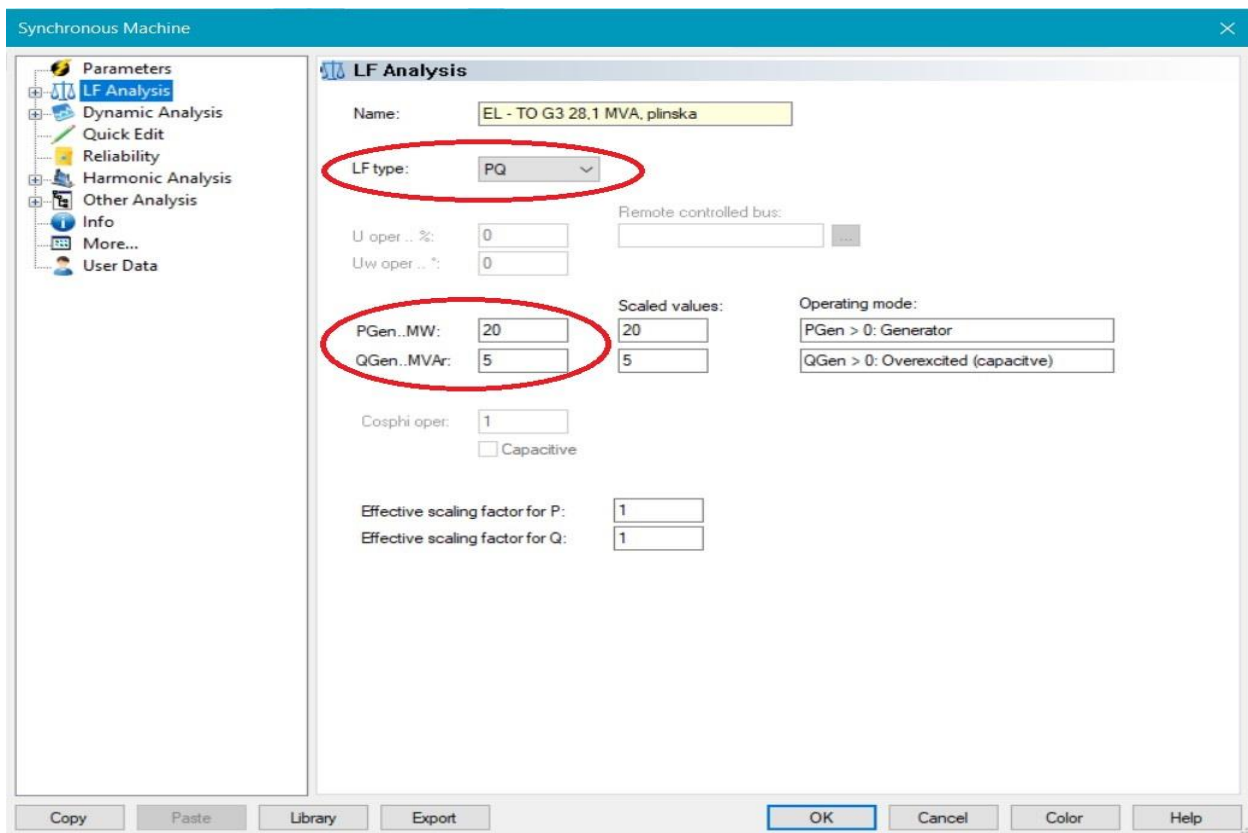 Synchronous Machine
Parameters
LF Analysis
Dynamic Analysis
Quick Edit
Reliability
Harmonic Analysis
Other Analysis
Info
More...
User Data
LF Analysis
Name: EL - TO G3 28,1 MVA, plinska
LF type: PQ
Remote controlled bus:
U oper .. %: 0
...
Uw oper .. °: 0
Scaled values: Operating mode:
PGen..MW: 20 20 PGen > 0: Generator
QGen..MVAr: 5 5 QGen > 0: Overexcited (capacitve)
Cosphi oper: 1
Capacitive
Effective scaling factor for P: 1
Effective scaling factor for Q: 1
Copy Paste Library Export OK Cancel Color Help